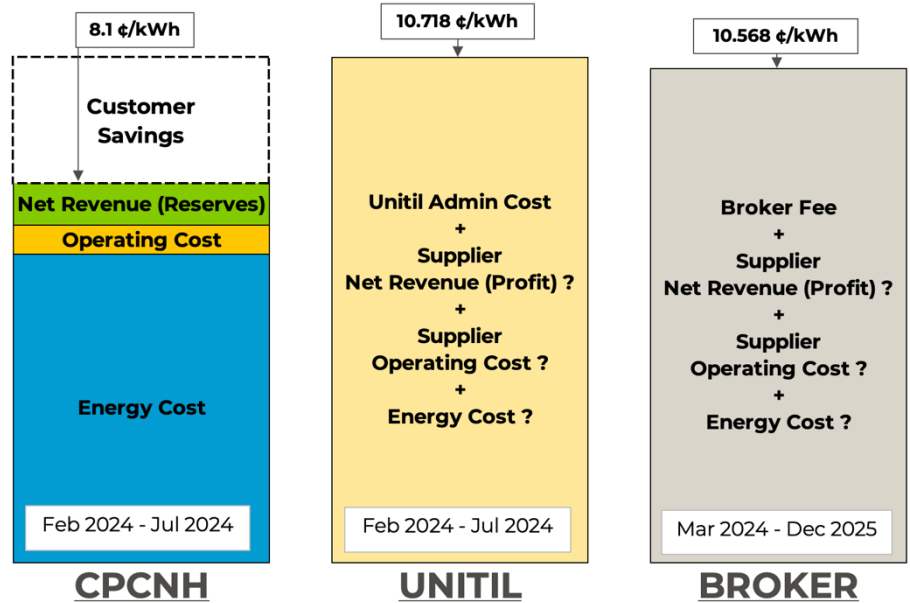 8.1 ¢/kWh
Customer
Savings
Net Revenue (Reserves)
Operating Cost
Energy Cost
Feb 2024 - Jul 2024
CPCNH
10.718 ¢/kWh
Unitil Admin Cost
+
Supplier
Net Revenue (Profit) ?
+
Supplier
Operating Cost ?
+
Energy Cost ?
Feb 2024 - Jul 2024
UNITIL
10.568 ¢/kWh
Broker Fee
+
Supplier
Net Revenue (Profit) ?
+
Supplier
Operating Cost ?
+
Energy Cost ?
Mar 2024 - Dec 2025
BROKER